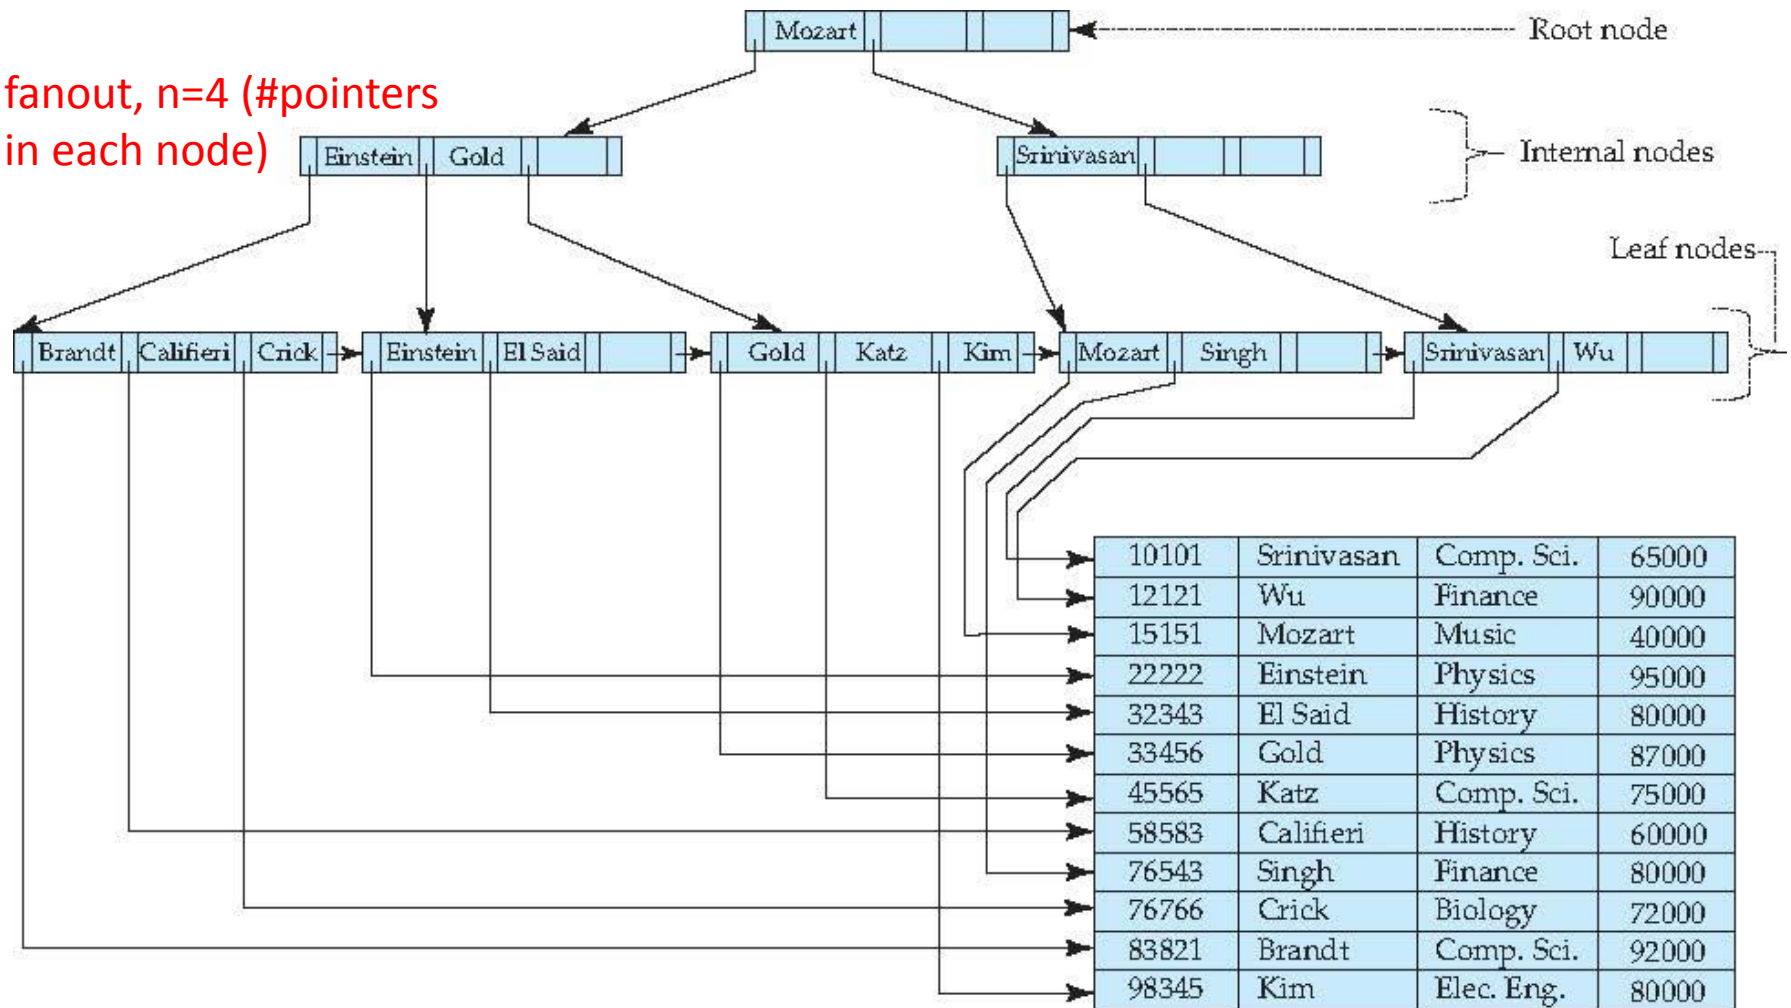 Mozart
Root node
fanout, n=4 (#pointers
in each node)
Einstein Gold
Srinivasan
Internal nodes
Leaf nodes
Brandt Califieri Crick
Einstein El Said
Gold Katz Kim
Mozart Singh
Srinivasan Wu
10101 Srinivasan Comp. Sci. 65000
12121 Wu Finance 90000
15151 Mozart Music 40000
22222 Einstein Physics 95000
32343 El Said History 80000
33456 Gold Physics 87000
45565 Katz Comp. Sci. 75000
58583 Califieri History 60000
76543 Singh Finance 80000
76766 Crick Biology 72000
83821 Brandt Comp. Sci. 92000
98345 Kim Elec. Eng. 80000